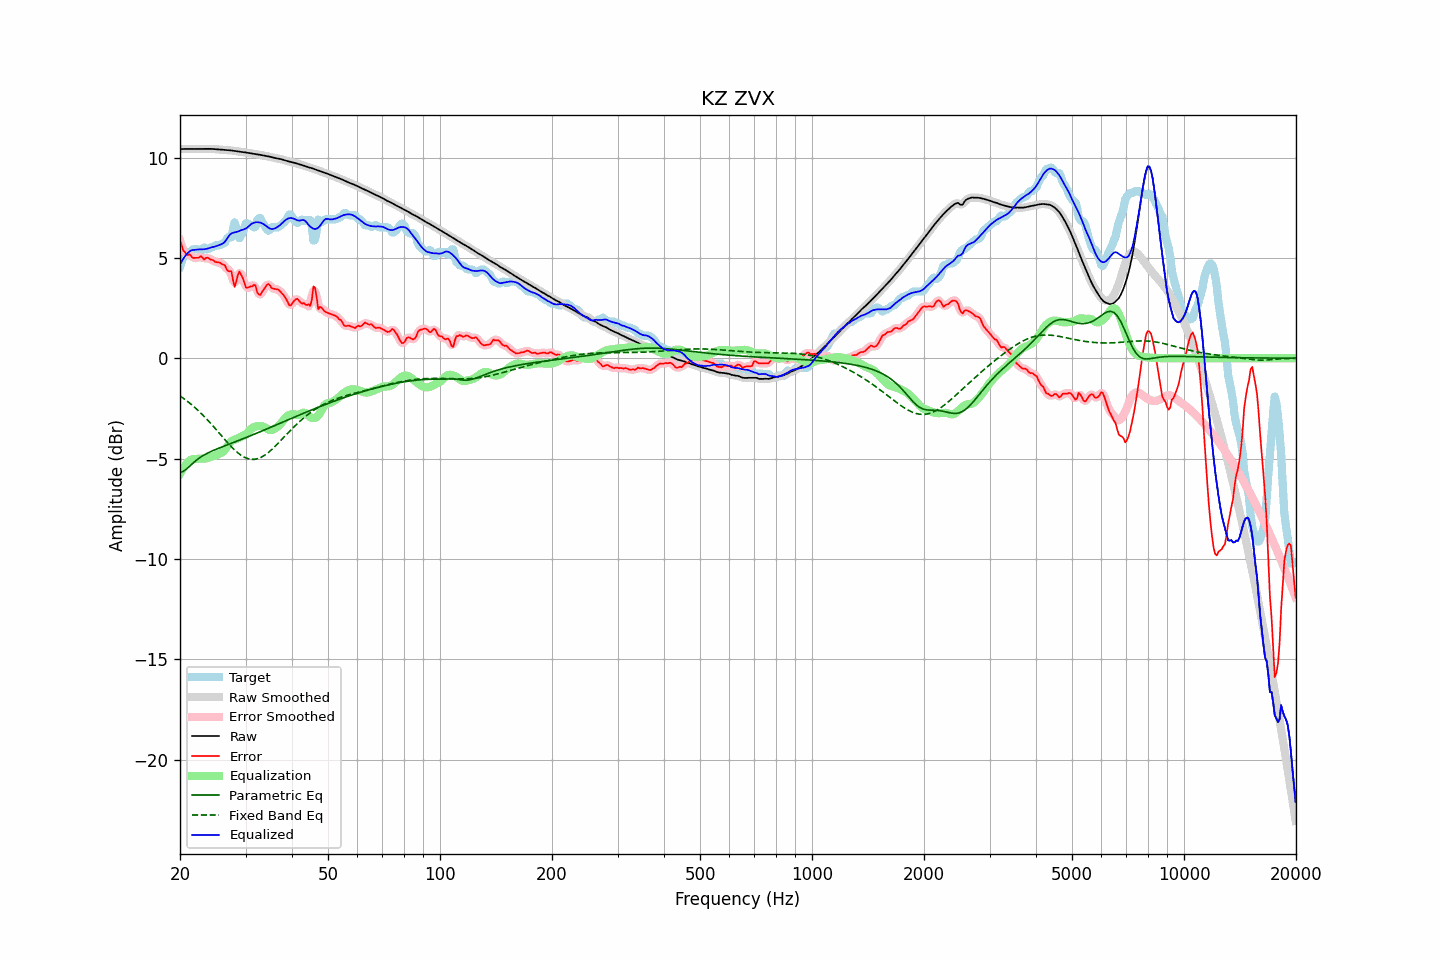 KZ ZVX
Amplitude (dBr)
10
5
0
−5
−10
−15
−20
Target
Raw Smoothed
Error Smoothed
Raw
Error
Equalization
Parametric Eq
Fixed Band Eq
Equalized
20 50 100 200 500 1000 2000 5000 10000 20000
Frequency (Hz)